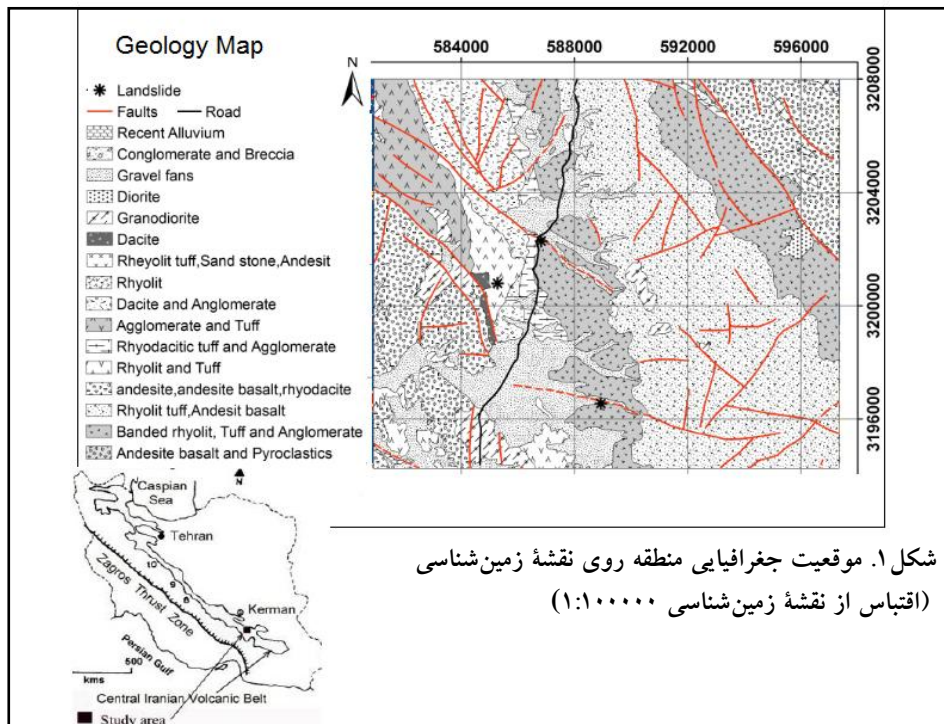 Geology Map
584000 588000 592000 596000
N
3208000
3204000
3200000
3196000
Landslide
Faults Road
Recent Alluvium
Conglomerate and Breccia
Gravel fans
Diorite
Granodiorite
Dacite
Rheyolit tuff,Sand stone,Andesit
Rhyolit
Dacite and Anglomerate
Agglomerate and Tuff
Rhyodacitic tuff and Agglomerate
Rhyolit and Tuff
andesite,andesite basalt,rhyodacite
Rhyolit tuff,Andesit basalt
Banded rhyolit, Tuff and Anglomerate
Andesite basalt and Pyroclastics
N
Caspian
Sea
Tehran
10
9
Kerman
Zagros Thrust Zone
Persian Gulf
500
kms
Central Iranian Volcanic Belt
Study area
شکل۱. موقعیت جغرافیایی منطقه روی نقشۀ زمین‌شناسی
(اقتباس از نقشۀ زمین‌شناسی ۱:۱۰۰۰۰۰)